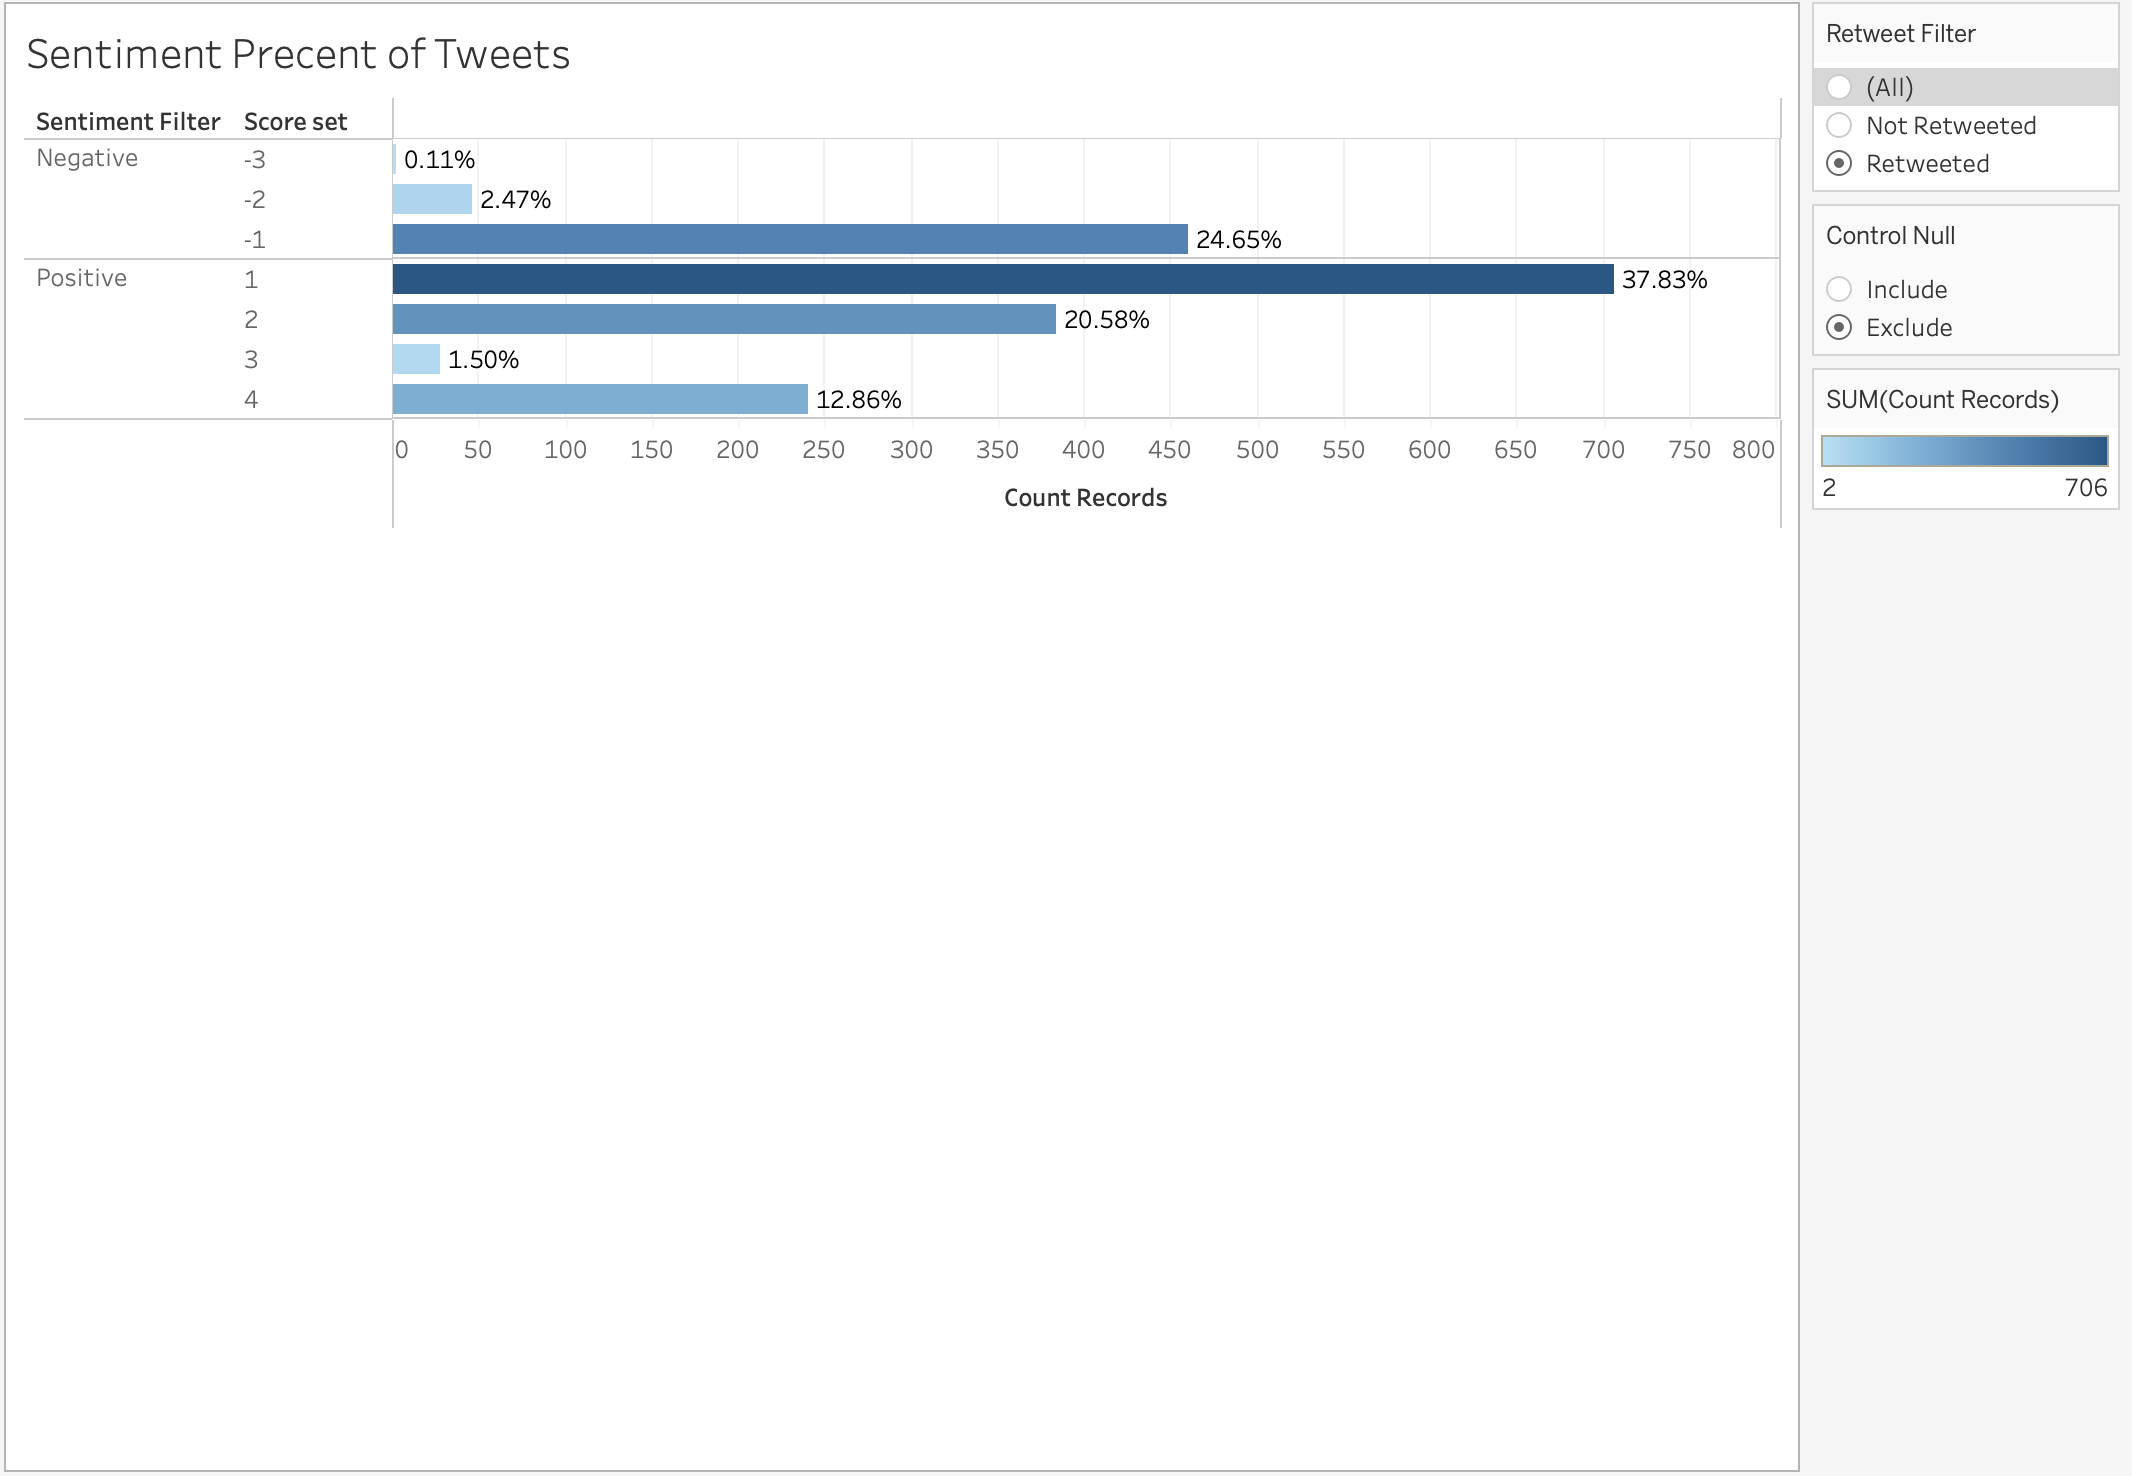 Sentiment Precent of Tweets
Sentiment Filter Score set
Negative -3 0.11%
-2 2.47%
-1 24.65%
Positive 1 37.83%
2 20.58%
3 1.50%
4 12.86%
0 50 100 150 200 250 300 350 400 450 500 550 600 650 700 750 800
Count Records
Retweet Filter
(All)
Not Retweeted
Retweeted
Control Null
Include
Exclude
SUM(Count Records)
2 706